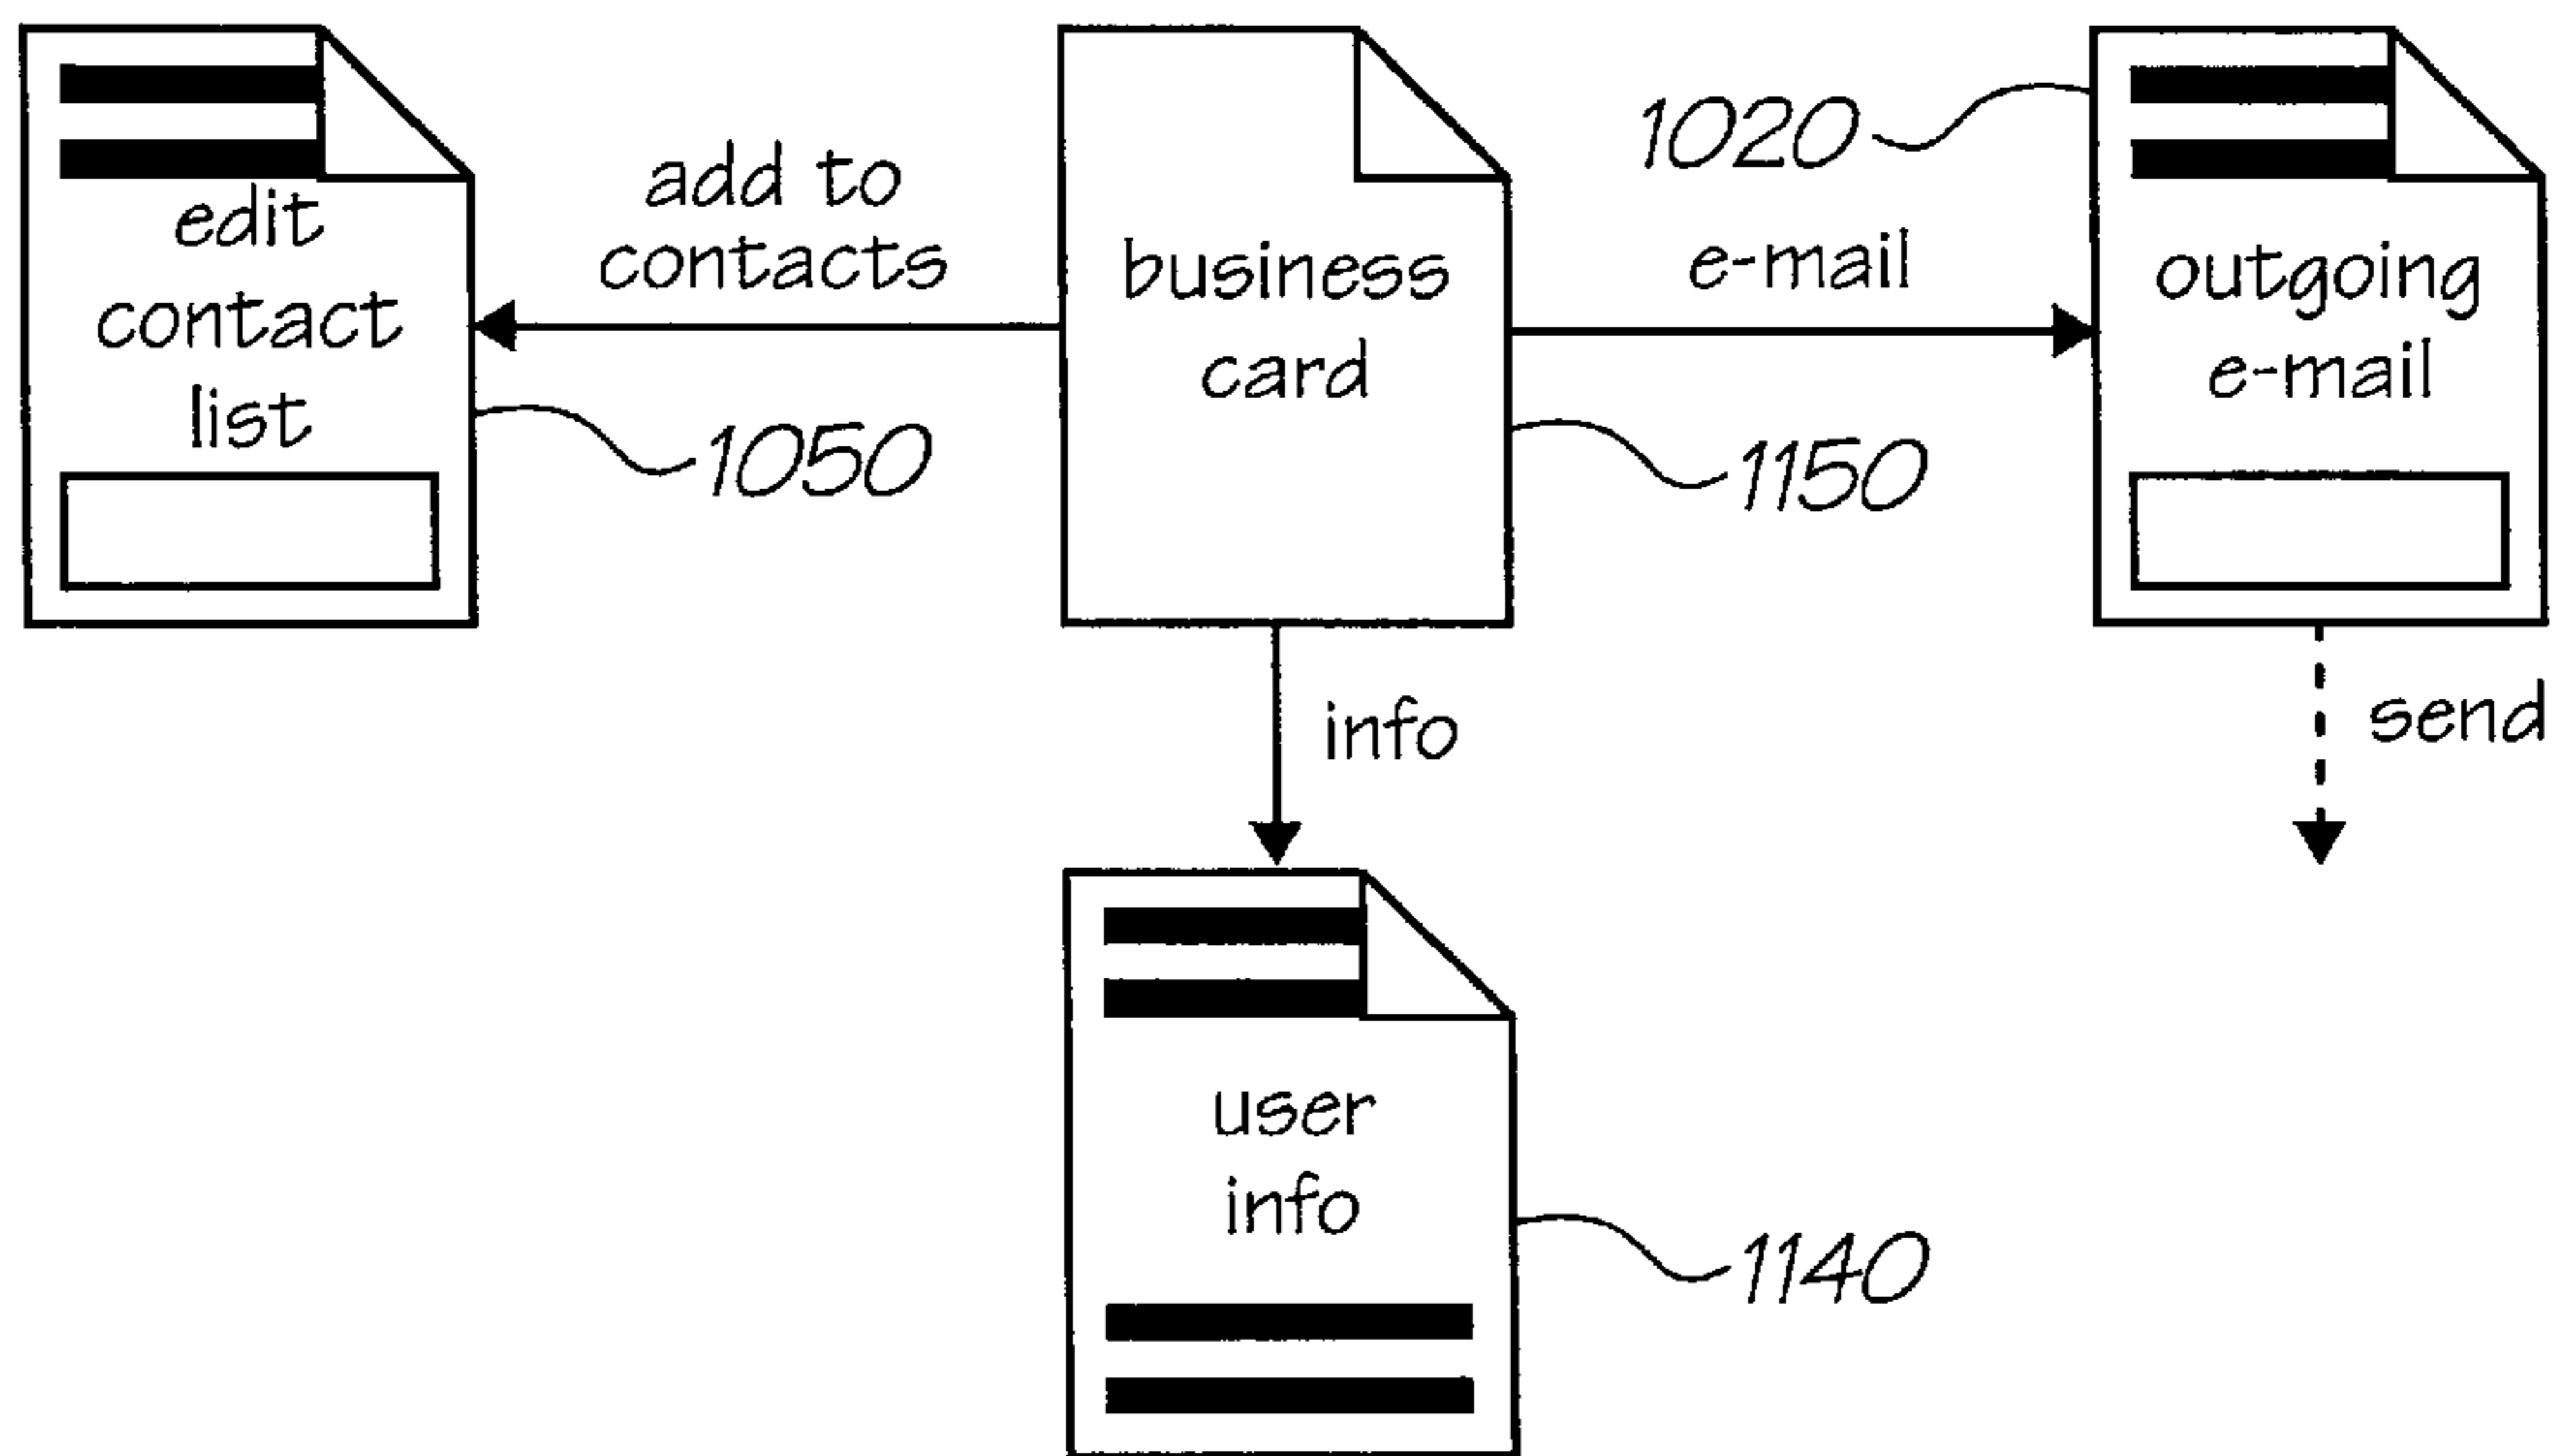 edit
contact
list
add to
contacts
1050
business
card
1150
1020
e-mail
outgoing
e-mail
info
send
user
info
1140